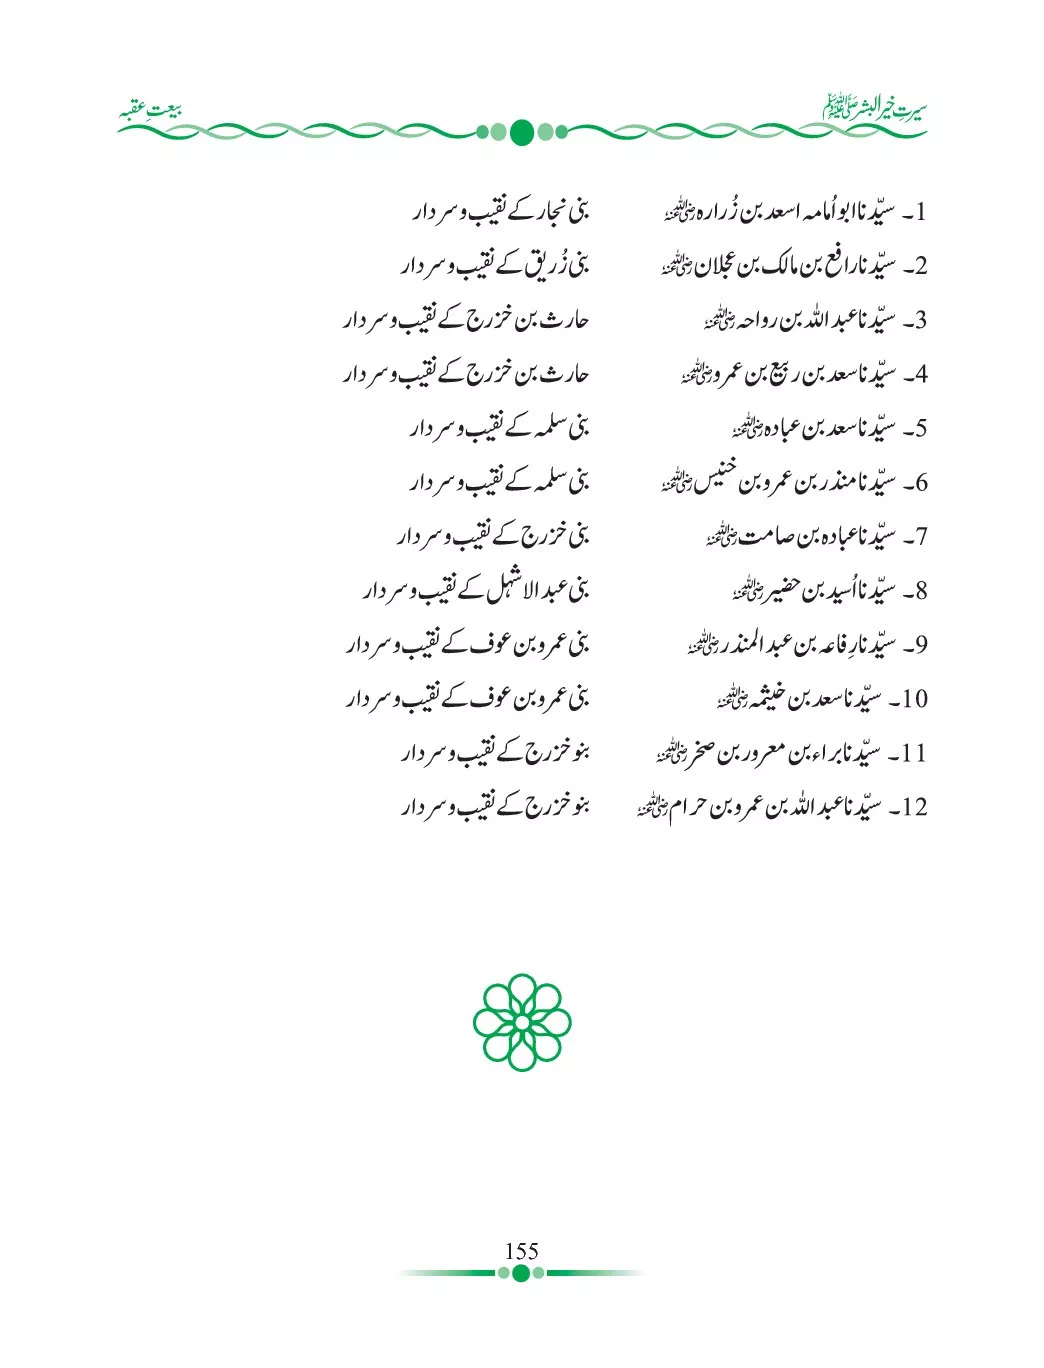 سیرتِ خیر البشر ﷺ بیعتِ عقبہ
1۔ سیّدنا ابو اُمامہ اسعد بن زُرارہ رضی اللہ عنہ بنی نجار کے نقیب و سردار
2۔ سیّدنا رافع بن مالک بن عجلان رضی اللہ عنہ بنی زُریق کے نقیب و سردار
3۔ سیّدنا عبد اللہ بن رواحہ رضی اللہ عنہ حارث بن خزرج کے نقیب و سردار
4۔ سیّدنا سعد بن ربیع بن عمرو رضی اللہ عنہ حارث بن خزرج کے نقیب و سردار
5۔ سیّدنا سعد بن عبادہ رضی اللہ عنہ بنی سلمہ کے نقیب و سردار
6۔ سیّدنا منذر بن عمرو بن خنیس رضی اللہ عنہ بنی سلمہ کے نقیب و سردار
7۔ سیّدنا عبادہ بن صامت رضی اللہ عنہ بنی خزرج کے نقیب و سردار
8۔ سیّدنا اُسید بن حضیر رضی اللہ عنہ بنی عبد الاشہل کے نقیب و سردار
9۔ سیّدنا رِفاعہ بن عبد المنذر رضی اللہ عنہ بنی عمرو بن عوف کے نقیب و سردار
10۔ سیّدنا سعد بن خیثمہ رضی اللہ عنہ بنی عمرو بن عوف کے نقیب و سردار
11۔ سیّدنا براء بن معرور بن صخر رضی اللہ عنہ بنو خزرج کے نقیب و سردار
12۔ سیّدنا عبد اللہ بن عمرو بن حرام رضی اللہ عنہ بنو خزرج کے نقیب و سردار
155